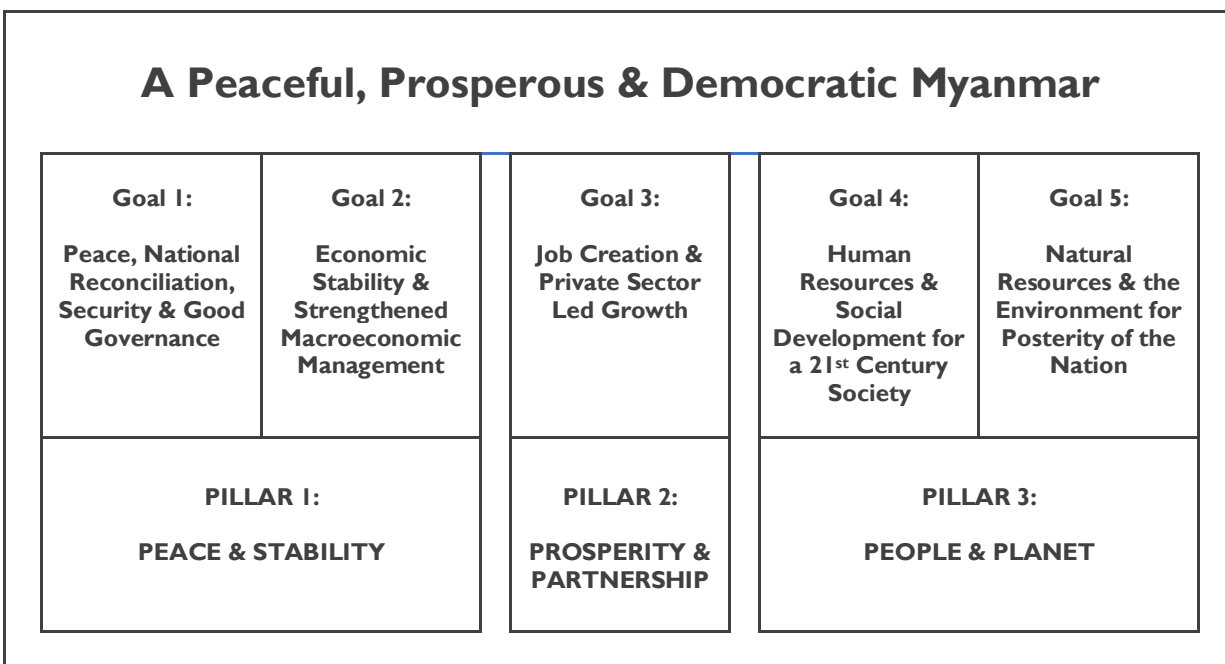 A Peaceful, Prosperous & Democratic Myanmar
Goal 1:
Peace, National
Reconciliation,
Security & Good
Governance
Goal 2:
Economic
Stability &
Strengthened
Macroeconomic
Management
Goal 3:
Job Creation &
Private Sector
Led Growth
Goal 4:
Human
Resources &
Social
Development for
a 21st Century
Society
Goal 5:
Natural
Resources & the
Environment for
Posterity of the
Nation
PILLAR 1:
PEACE & STABILITY
PILLAR 2:
PROSPERITY &
PARTNERSHIP
PILLAR 3:
PEOPLE & PLANET